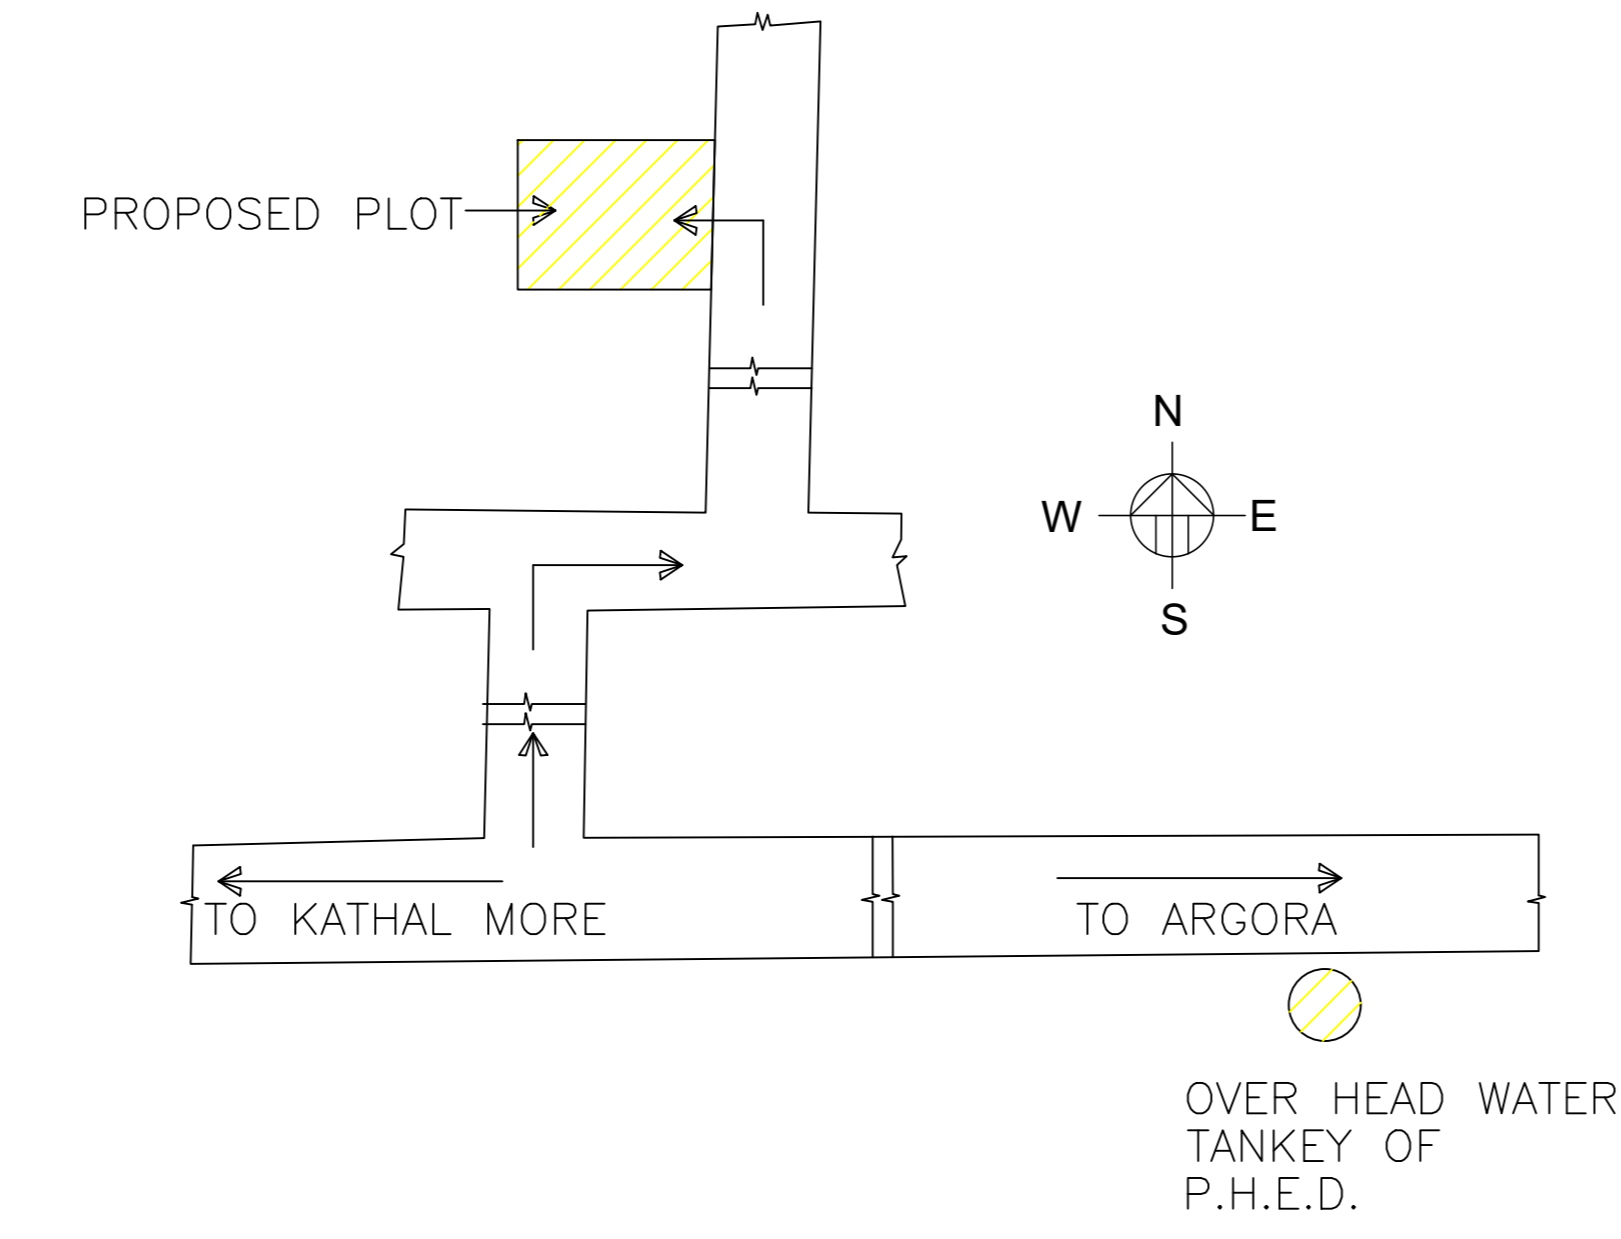 PROPOSED PLOT
N
W E
S
TO KATHAL MORE
TO ARGORA
OVER HEAD WATER
TANKEY OF
P.H.E.D.